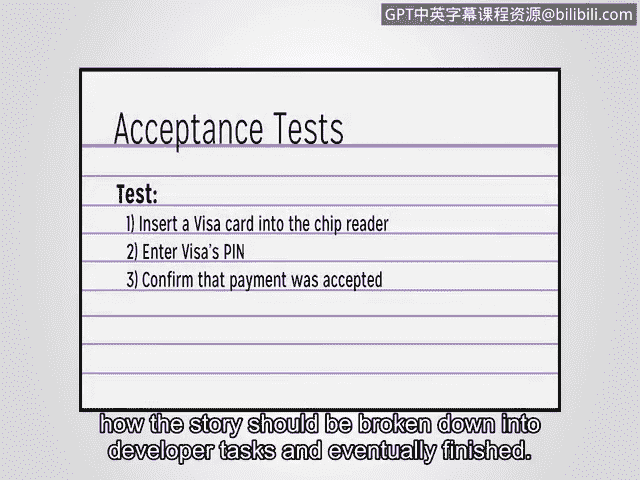 GPT中英字幕课程资源@bilibili.com
Acceptance Tests
Test:
1) Insert a Visa card into the chip reader
2) Enter Visa's PIN
3) Confirm that payment was accepted
how the story should be broken down into
developer tasks and eventually finished.